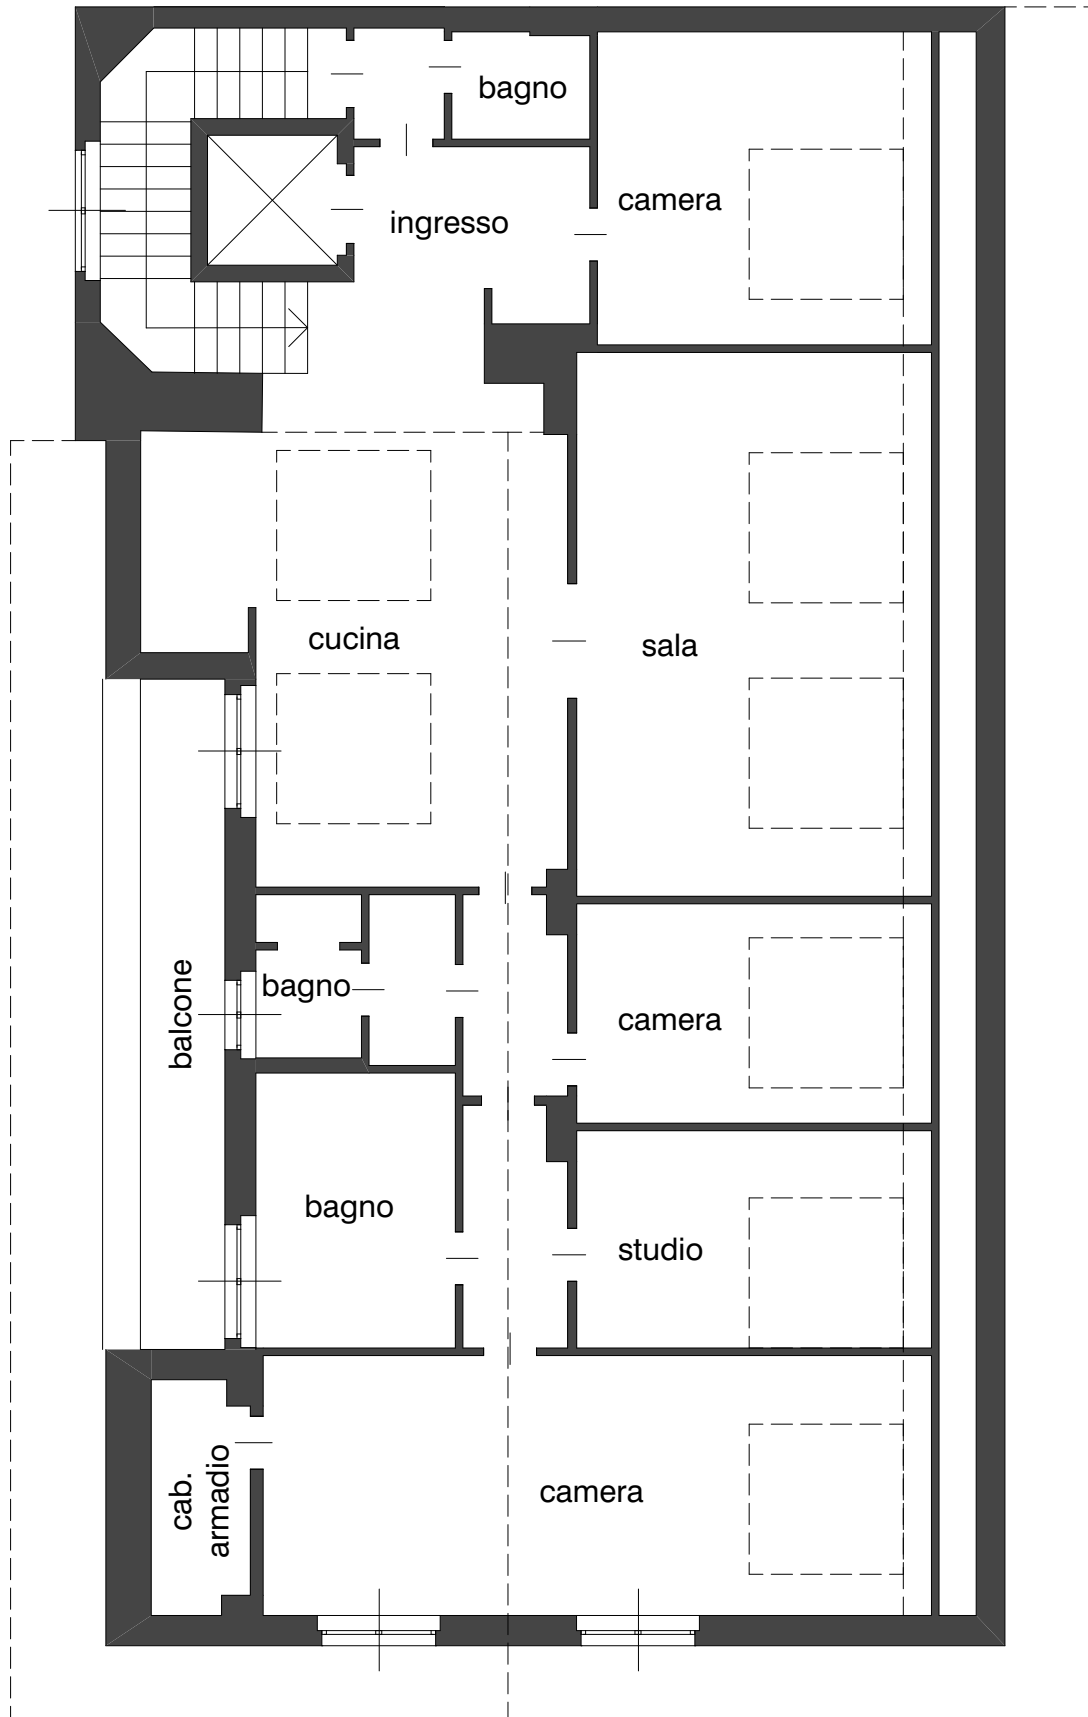 bagno
camera
ingresso
cucina
sala
balcone
bagno
camera
bagno
studio
cab.
armadio
camera